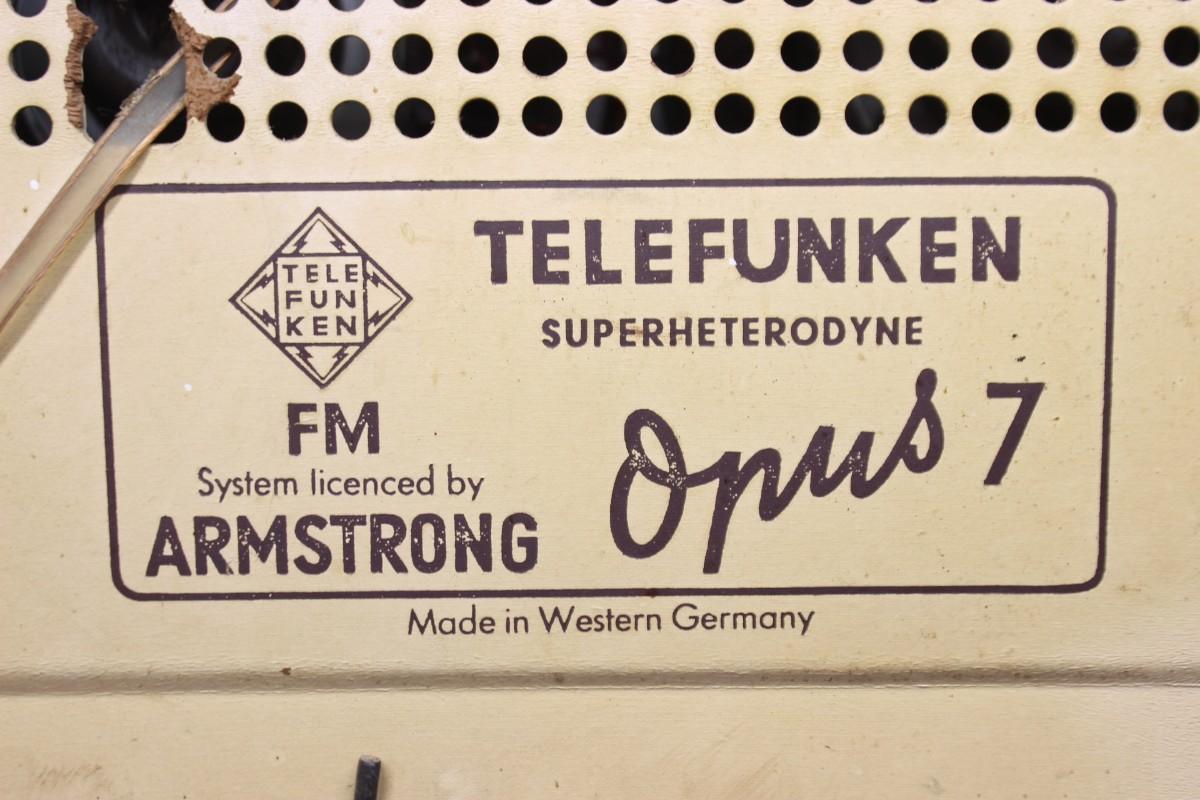 TELE
FUN
KEN
FM
System licenced by
ARMSTRONG
TELEFUNKEN
SUPERHETERODYNE
Opus 7
Made in Western Germany